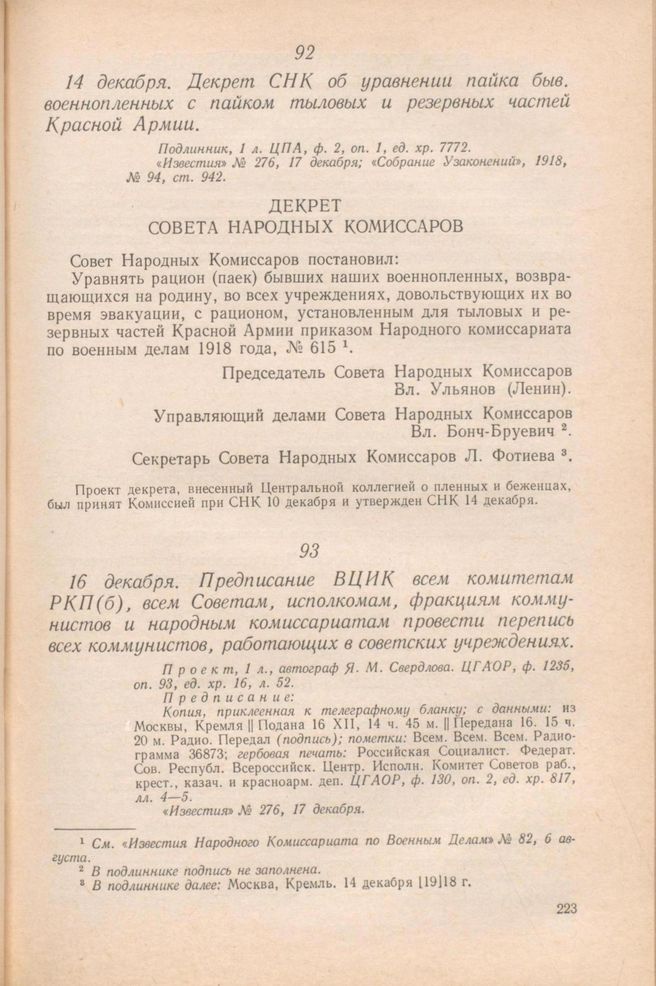 92
14 декабря. Декрет СНК об уравнении пайка быв.
военнопленных с пайком тыловых и резервных частей
Красной Армии.
Подлинник, 1 л. ЦПА, ф. 2, оп. 1, ед. хр. 7772.
«Известия» № 276, 17 декабря; «Собрание Узаконений», 1918,
№ 94, ст. 942.
ДЕКРЕТ
СОВЕТА НАРОДНЫХ КОМИССАРОВ
Совет Народных Комиссаров постановил:
Уравнять рацион (паек) бывших наших военнопленных, возвра-
щающихся на родину, во всех учреждениях, довольствующих их во
время эвакуации, с рационом, установленным для тыловых и ре-
зервных частей Красной Армии приказом Народного комиссариата
по военным делам 1918 года, № 615 ¹.
Председатель Совета Народных Комиссаров
Вл. Ульянов (Ленин).
Управляющий делами Совета Народных Комиссаров
Вл. Бонч-Бруевич ².
Секретарь Совета Народных Комиссаров Л. Фотиева ³.
Проект декрета, внесенный Центральной коллегией о пленных и беженцах,
был принят Комиссией при СНК 10 декабря и утвержден СНК 14 декабря.
93
16 декабря. Предписание ВЦИК всем комитетам
РКП(б), всем Советам, исполкомам, фракциям комму-
нистов и народным комиссариатам провести перепись
всех коммунистов, работающих в советских учреждениях.
Проект, 1 л., автограф Я. М. Свердлова. ЦГАОР, ф. 1235,
оп. 93, ед. хр. 16, л. 52.
Предписание:
Копия, приклеенная к телеграфному бланку; с данными: из
Москвы, Кремля || Подана 16 XII, 14 ч. 45 м. || Передана 16. 15 ч.
20 м. Радио. Передал (подпись); пометки: Всем. Всем. Всем. Радио-
грамма 36873; гербовая печать: Российская Социалист. Федерат.
Сов. Республ. Всероссийск. Центр. Исполн. Комитет Советов раб.,
крест., казач. и красноарм. деп. ЦГАОР, ф. 130, оп. 2, ед. хр. 817,
лл. 4—5.
«Известия» № 276, 17 декабря.
¹ См. «Известия Народного Комиссариата по Военным Делам» № 82, 6 ав-
густа.
² В подлиннике подпись не заполнена.
³ В подлиннике далее: Москва, Кремль. 14 декабря [19]18 г.
223